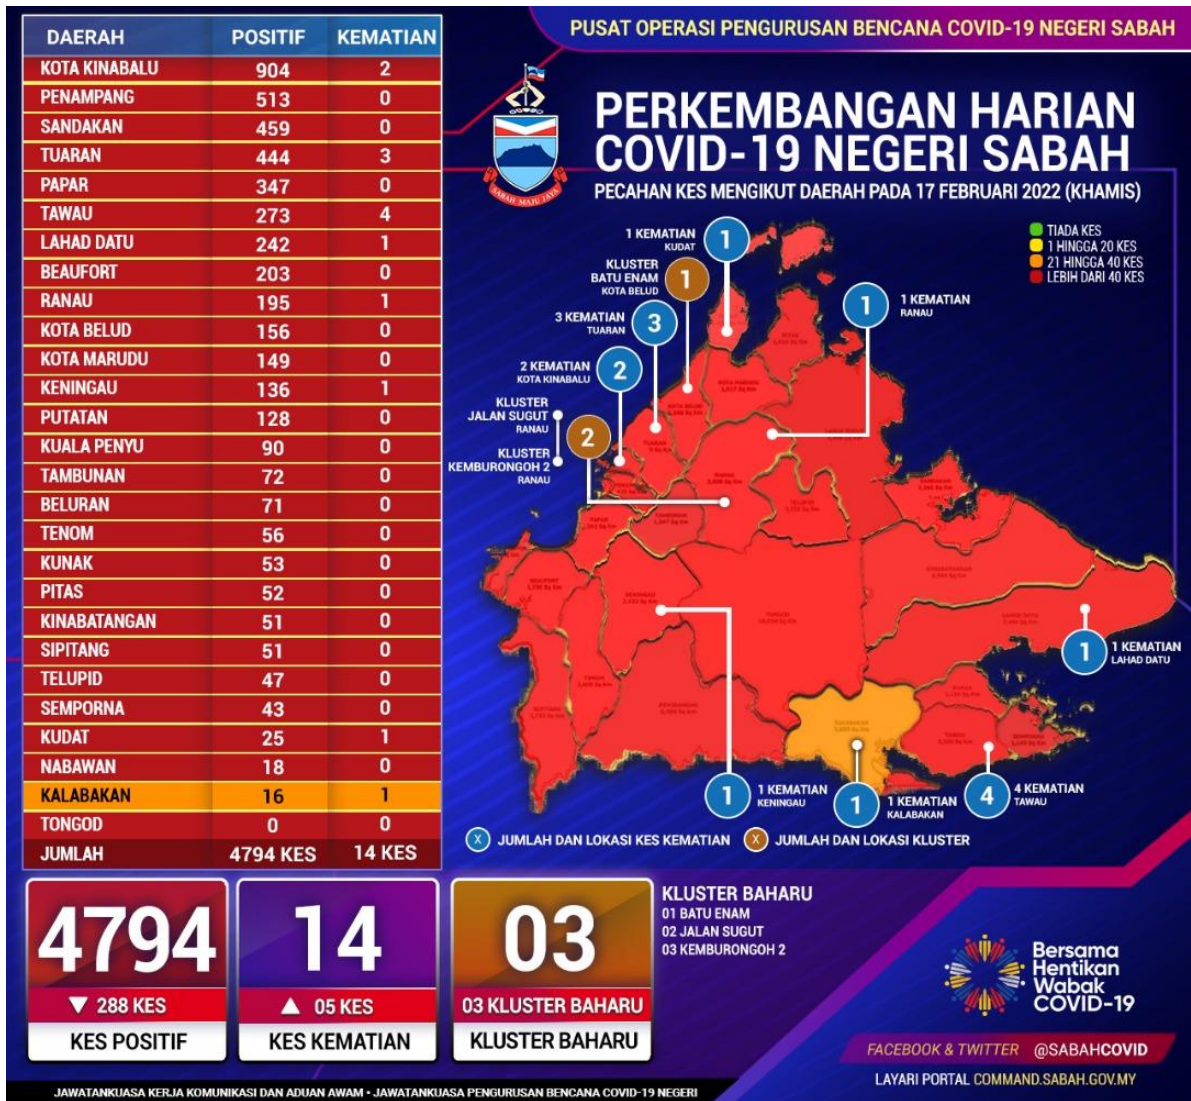 DAERAH POSITIF KEMATIAN
KOTA KINABALU 904 2
PENAMPANG 513 0
SANDAKAN 459 0
TUARAN 444 3
PAPAR 347 0
TAWAU 273 4
LAHAD DATU 242 1
BEAUFORT 203 0
RANAU 195 1
KOTA BELUD 156 0
KOTA MARUDU 149 0
KENINGAU 136 1
PUTATAN 128 0
KUALA PENYU 90 0
TAMBUNAN 72 0
BELURAN 71 0
TENOM 56 0
KUNAK 53 0
PITAS 52 0
KINABATANGAN 51 0
SIPITANG 51 0
TELUPID 47 0
SEMPORNA 43 0
KUDAT 25 1
NABAWAN 18 0
KALABAKAN 16 1
TONGOD 0 0
JUMLAH 4794 KES 14 KES
PUSAT OPERASI PENGURUSAN BENCANA COVID-19 NEGERI SABAH
SABAH MAJU JAYA
PERKEMBANGAN HARIAN
COVID-19 NEGERI SABAH
PECAHAN KES MENGIKUT DAERAH PADA 17 FEBRUARI 2022 (KHAMIS)
TIADA KES
1 HINGGA 20 KES
21 HINGGA 40 KES
LEBIH DARI 40 KES
1 KEMATIAN
KUDAT
1
KLUSTER
BATU ENAM
KOTA BELUD
1
3 KEMATIAN
TUARAN
3
2 KEMATIAN
KOTA KINABALU
2
KLUSTER
JALAN SUGUT
RANAU
KLUSTER
KEMBURONGOH 2
RANAU
2
1
1 KEMATIAN
RANAU
1
1 KEMATIAN
LAHAD DATU
1
1 KEMATIAN
KENINGAU
1
1 KEMATIAN
KALABAKAN
4
4 KEMATIAN
TAWAU
X JUMLAH DAN LOKASI KES KEMATIAN
X JUMLAH DAN LOKASI KLUSTER
4794
288 KES
KES POSITIF
14
05 KES
KES KEMATIAN
03
03 KLUSTER BAHARU
KLUSTER BAHARU
KLUSTER BAHARU
01 BATU ENAM
02 JALAN SUGUT
03 KEMBURONGOH 2
Bersama
Hentikan
Wabak
COVID-19
FACEBOOK & TWITTER @SABAHCOVID
LAYARI PORTAL COMMAND.SABAH.GOV.MY
JAWATANKUASA KERJA KOMUNIKASI DAN ADUAN AWAM • JAWATANKUASA PENGURUSAN BENCANA COVID-19 NEGERI